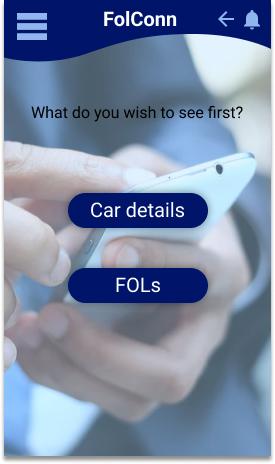 FolConn
What do you wish to see first?
Car details
FOLs